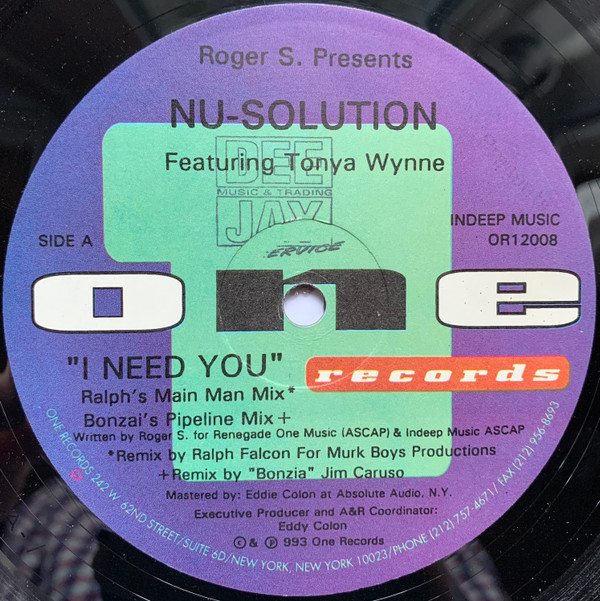 Roger S. Presents
NU-SOLUTION
Featuring Tonya Wynne
DEE
MUSIC & TRADING
JAY
SIDE A
INDEEP MUSIC
OR12008
one
records
"I NEED YOU"
Ralph's Main Man Mix*
Bonzai's Pipeline Mix+
Written by Roger S. for Renegade One Music (ASCAP) & Indeep Music ASCAP
*Remix by Ralph Falcon For Murk Boys Productions
+Remix by "Bonzia" Jim Caruso
Mastered by: Eddie Colon at Absolute Audio, N.Y.
Executive Producer and A&R Coordinator:
Eddy Colon
© & ℗ 993 One Records
ONE RECORDS 242 W. 62ND STREET/SUITE 6D/NEW YORK, NEW YORK 10023/PHONE (212) 757-4671/ FAX (212) 956-8693